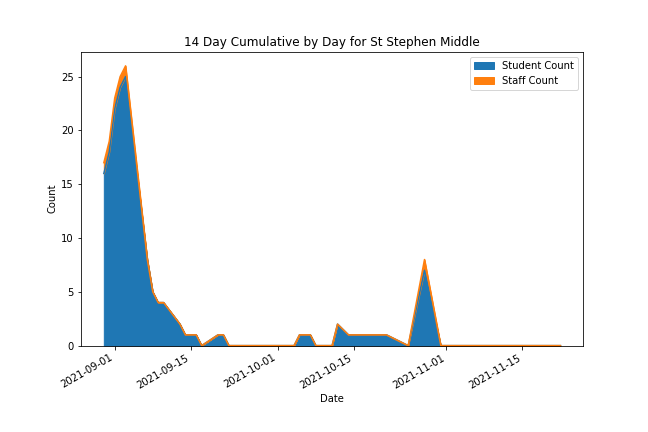 14 Day Cumulative by Day for St Stephen Middle
Student Count
Staff Count
25
20
15
10
5
0
Count
2021-09-01
2021-09-15
2021-10-01
2021-10-15
2021-11-01
2021-11-15
Date